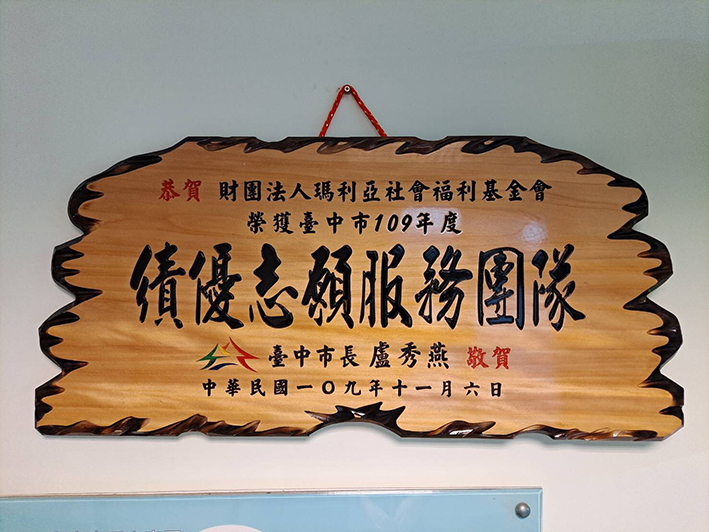 恭賀 財團法人瑪利亞社會福利基金會
榮獲臺中市109年度
績優志願服務團隊
臺中市長 盧秀燕 敬賀
中華民國一〇九年十一月六日